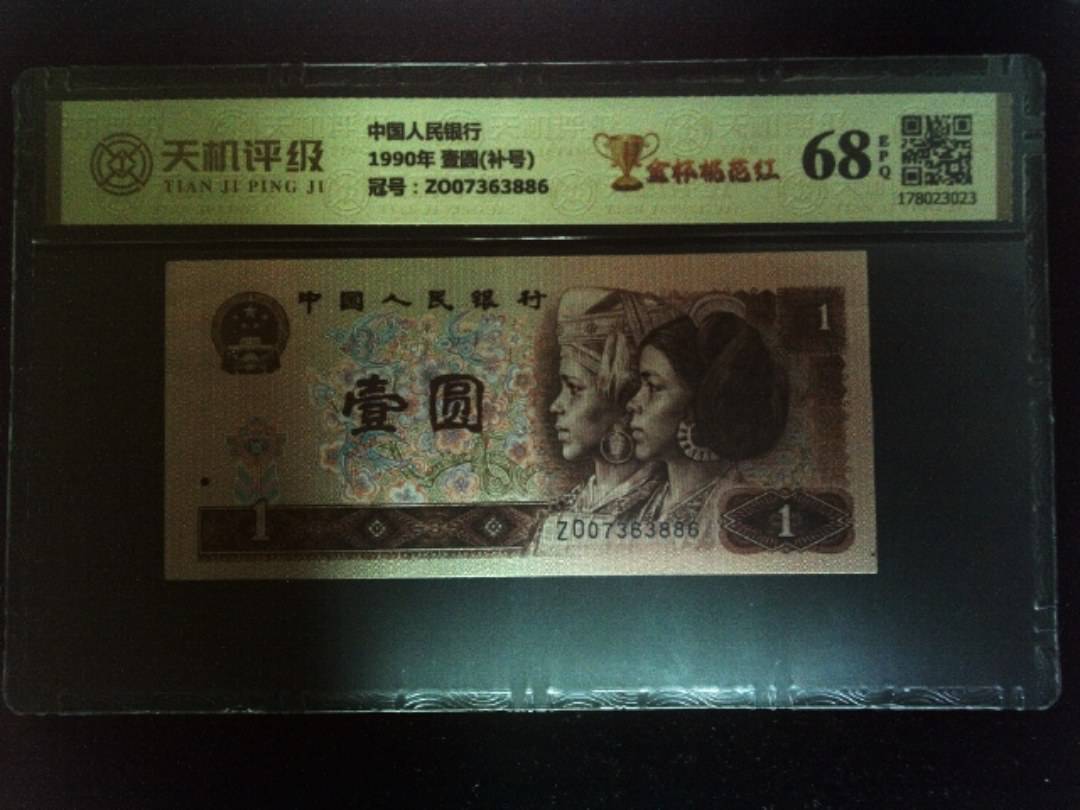 天机评级
TIAN JI PING JI
中国人民银行
1990年 壹圆(补号)
冠号：ZO07363886
金杯桃花红
68
EPQ
178023023
中國人民银行
1
壹圆
1
ZO07363886
1